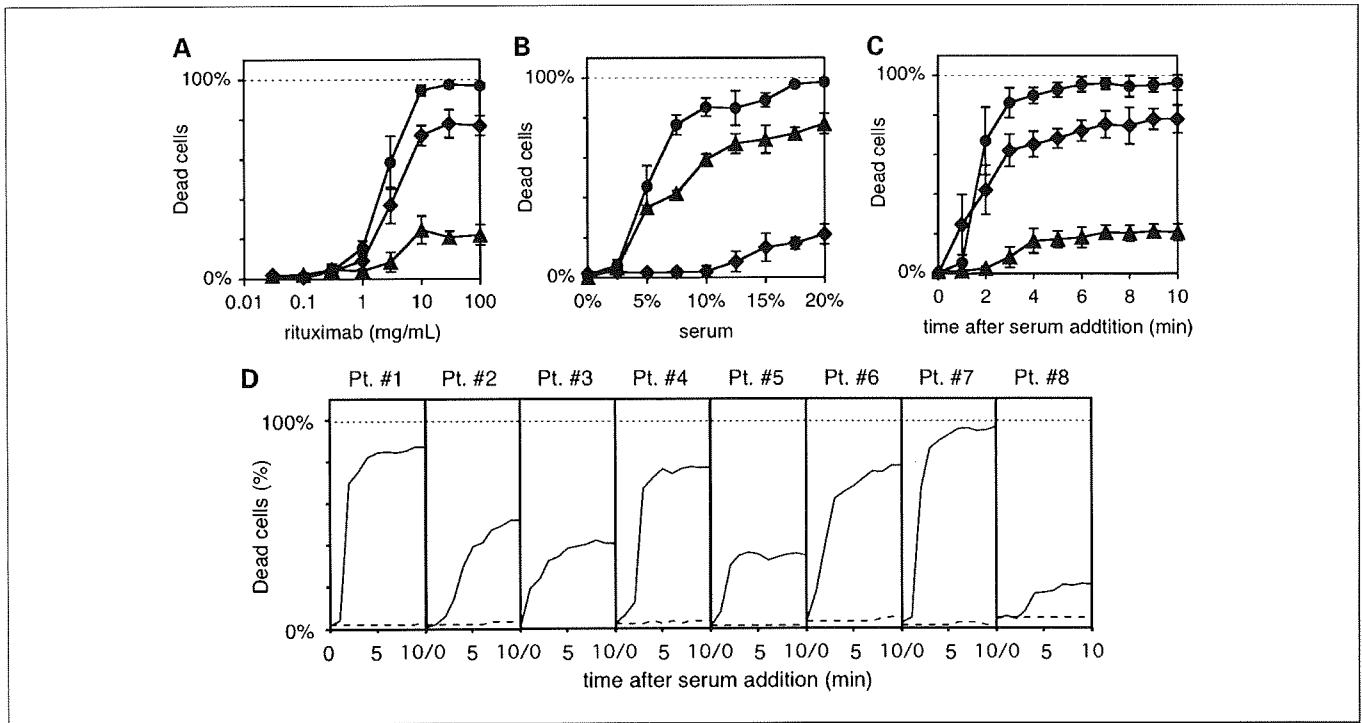 A
B
C
100%
100%
100%
Dead cells
Dead cells
Dead cells
0%
0%
0%
0.01 0.1 1 10 100
0% 5% 10% 15% 20%
0 2 4 6 8 10
rituximab (mg/mL)
serum
time after serum addtition (min)
D
Pt. #1 Pt. #2 Pt. #3 Pt. #4 Pt. #5 Pt. #6 Pt. #7 Pt. #8
100%
Dead cells (%)
0%
0 5 10/0 5 10/0 5 10/0 5 10/0 5 10/0 5 10/0 5 10/0 5 10
time after serum addition (min)